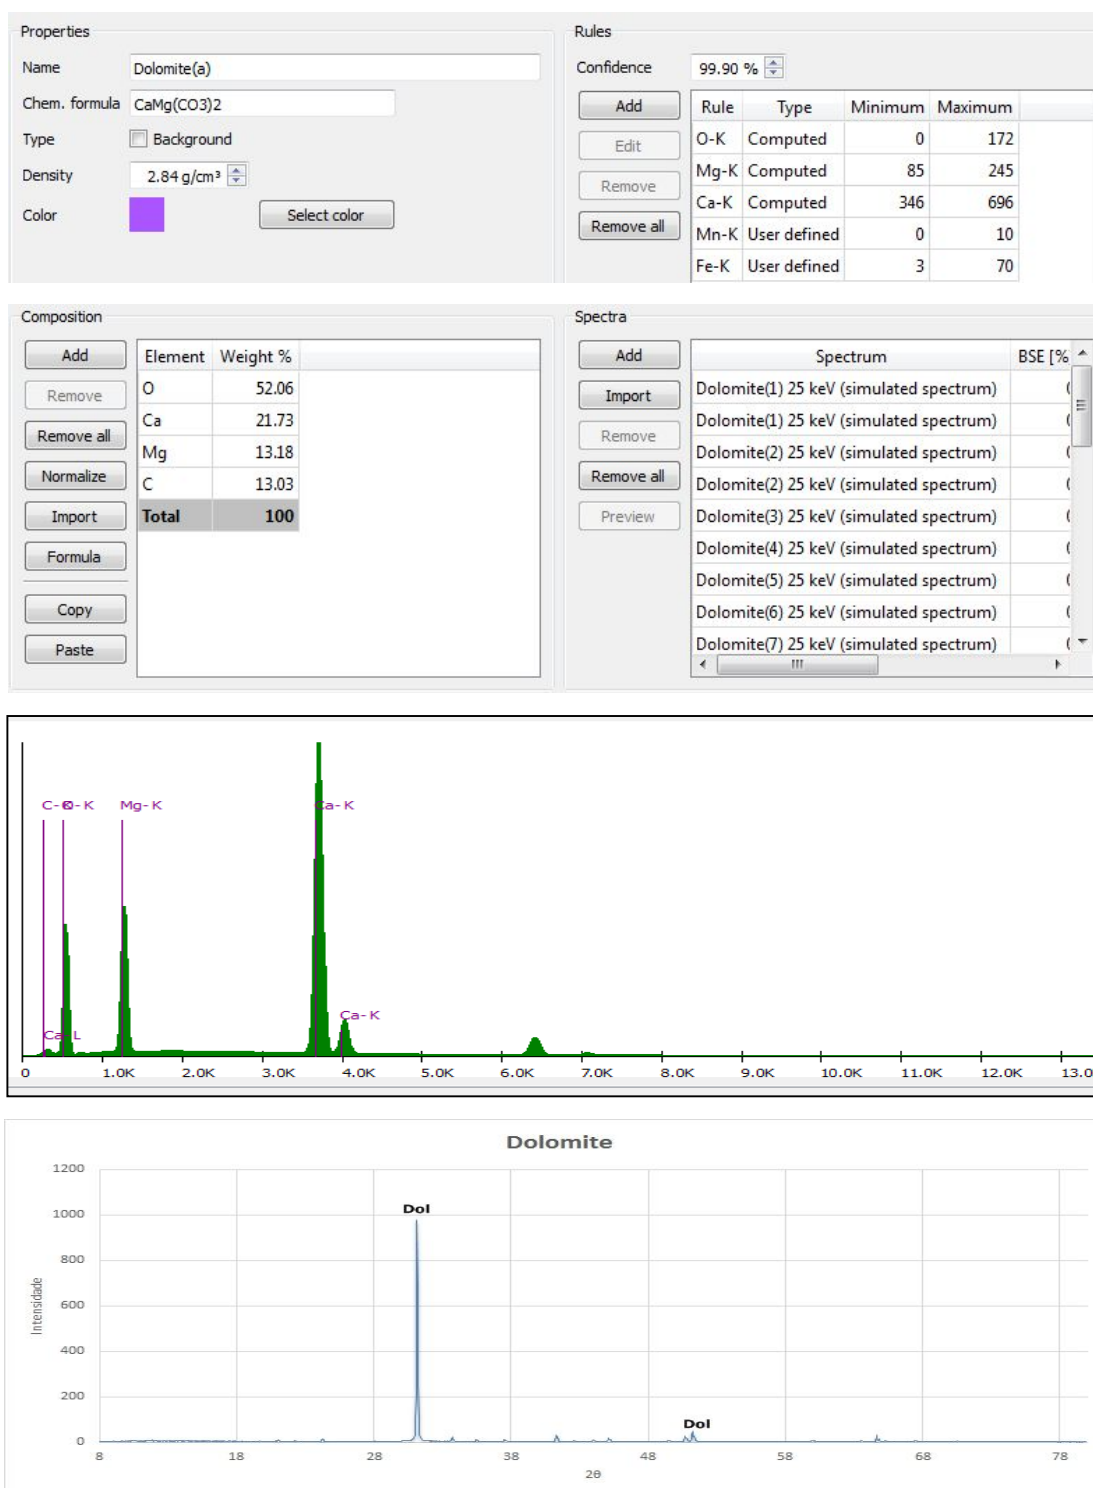 Properties
Name Dolomite(a)
Chem. formula CaMg(CO3)2
Type Background
Density 2.84 g/cm³
Color Select color
Rules
Confidence 99.90 %
Add
Edit
Remove
Remove all
Rule Type Minimum Maximum
O-K Computed 0 172
Mg-K Computed 85 245
Ca-K Computed 346 696
Mn-K User defined 0 10
Fe-K User defined 3 70
Composition
Add
Remove
Remove all
Normalize
Import
Formula
Copy
Paste
Element Weight %
O 52.06
Ca 21.73
Mg 13.18
C 13.03
Total 100
Spectra
Add
Import
Remove
Remove all
Preview
Spectrum BSE [%
Dolomite(1) 25 keV (simulated spectrum)
Dolomite(1) 25 keV (simulated spectrum)
Dolomite(2) 25 keV (simulated spectrum)
Dolomite(2) 25 keV (simulated spectrum)
Dolomite(3) 25 keV (simulated spectrum)
Dolomite(4) 25 keV (simulated spectrum)
Dolomite(5) 25 keV (simulated spectrum)
Dolomite(6) 25 keV (simulated spectrum)
Dolomite(7) 25 keV (simulated spectrum)
C-K O-K Mg-K Ca-K
Ca-K
Ca-L
0 1.0K 2.0K 3.0K 4.0K 5.0K 6.0K 7.0K 8.0K 9.0K 10.0K 11.0K 12.0K 13.0
Dolomite
1200
1000
800
600
400
200
0
Intensidade
Dol
Dol
8 18 28 38 48 58 68 78
2θ